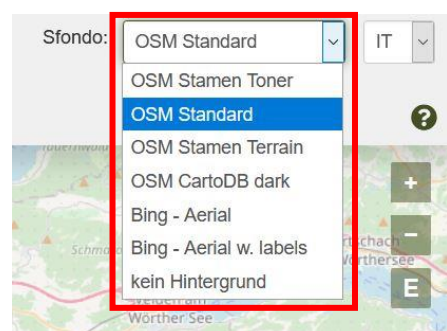 Sfondo: OSM Standard IT
OSM Stamen Toner
OSM Standard
?
OSM Stamen Terrain
OSM CartoDB dark
+
Bing - Aerial
-
Bing - Aerial w. labels
kein Hintergrund
E
Wörther See